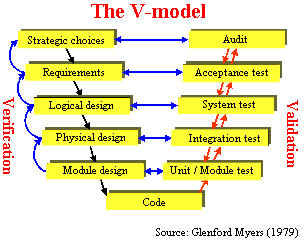 The V-model
Strategic choices
Audit
Requirements
Acceptance test
Logical design
System test
Physical design
Integration test
Module design
Unit / Module test
Code
Verification
Validation
Source: Glenford Myers (1979)